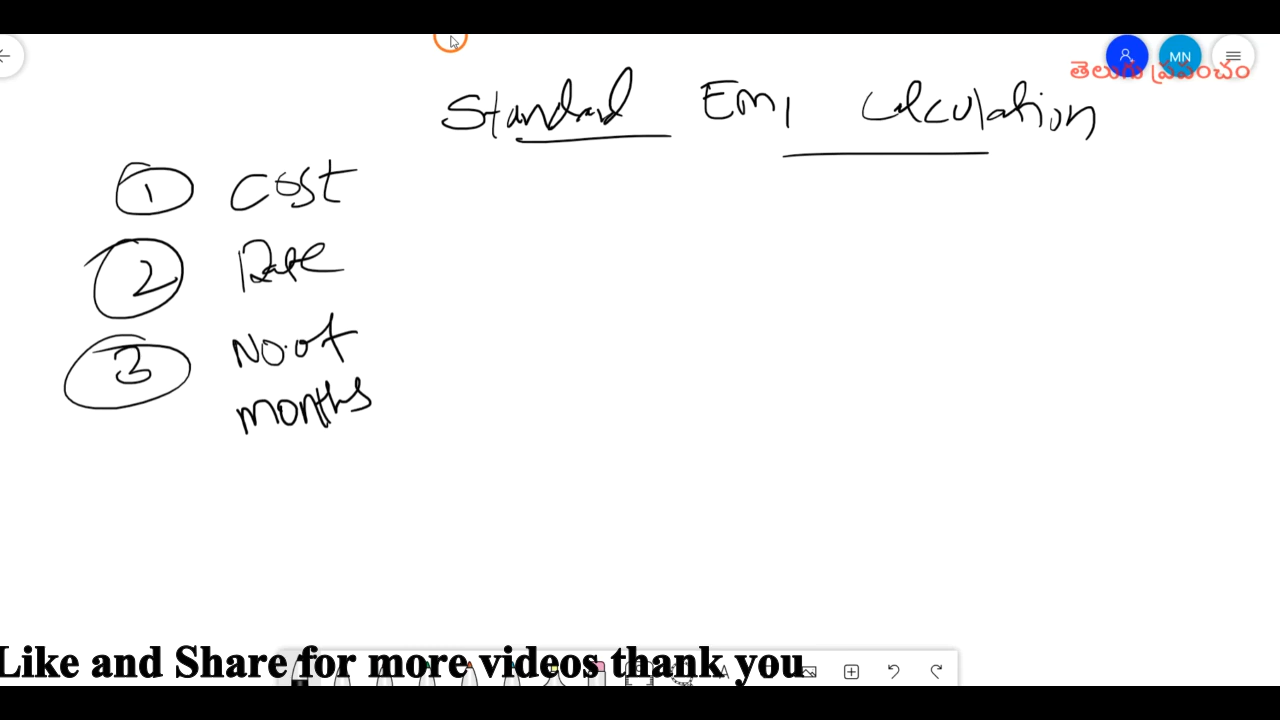 MN
తెలుగు ప్రపంచం
Standard EMI Calculation
1 Cost
2 Rate
3 No. of
months
Like and Share for more videos thank you